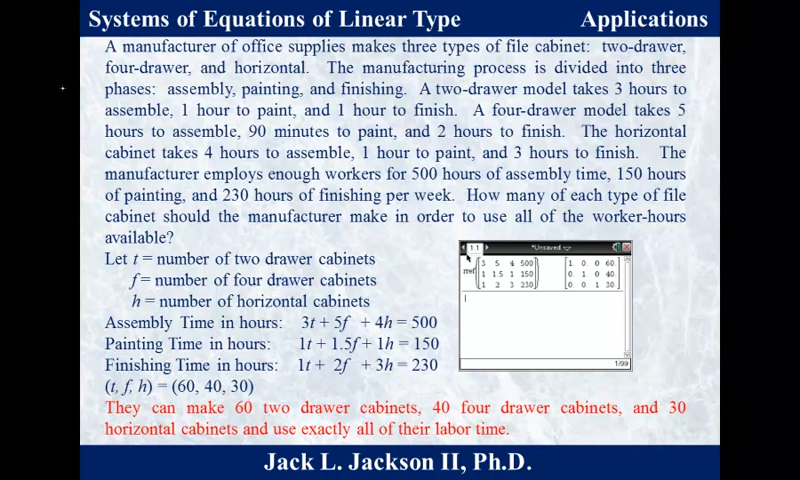 Systems of Equations of Linear Type Applications
A manufacturer of office supplies makes three types of file cabinet: two-drawer,
four-drawer, and horizontal. The manufacturing process is divided into three
phases: assembly, painting, and finishing. A two-drawer model takes 3 hours to
assemble, 1 hour to paint, and 1 hour to finish. A four-drawer model takes 5
hours to assemble, 90 minutes to paint, and 2 hours to finish. The horizontal
cabinet takes 4 hours to assemble, 1 hour to paint, and 3 hours to finish. The
manufacturer employs enough workers for 500 hours of assembly time, 150 hours
of painting, and 230 hours of finishing per week. How many of each type of file
cabinet should the manufacturer make in order to use all of the worker-hours
available?
Let t = number of two drawer cabinets
f = number of four drawer cabinets
h = number of horizontal cabinets
Assembly Time in hours: 3t + 5f + 4h = 500
Painting Time in hours: 1t + 1.5f + 1h = 150
Finishing Time in hours: 1t + 2f + 3h = 230
(t, f, h) = (60, 40, 30)
1.1 *Unsaved
3 5 4 500 1. 0 0 60.
rref 1 1.5 1 150 0. 1 0 40.
1 2 3 230 0. 0 1 30.
1/99
They can make 60 two drawer cabinets, 40 four drawer cabinets, and 30
horizontal cabinets and use exactly all of their labor time.
Jack L. Jackson II, Ph.D.